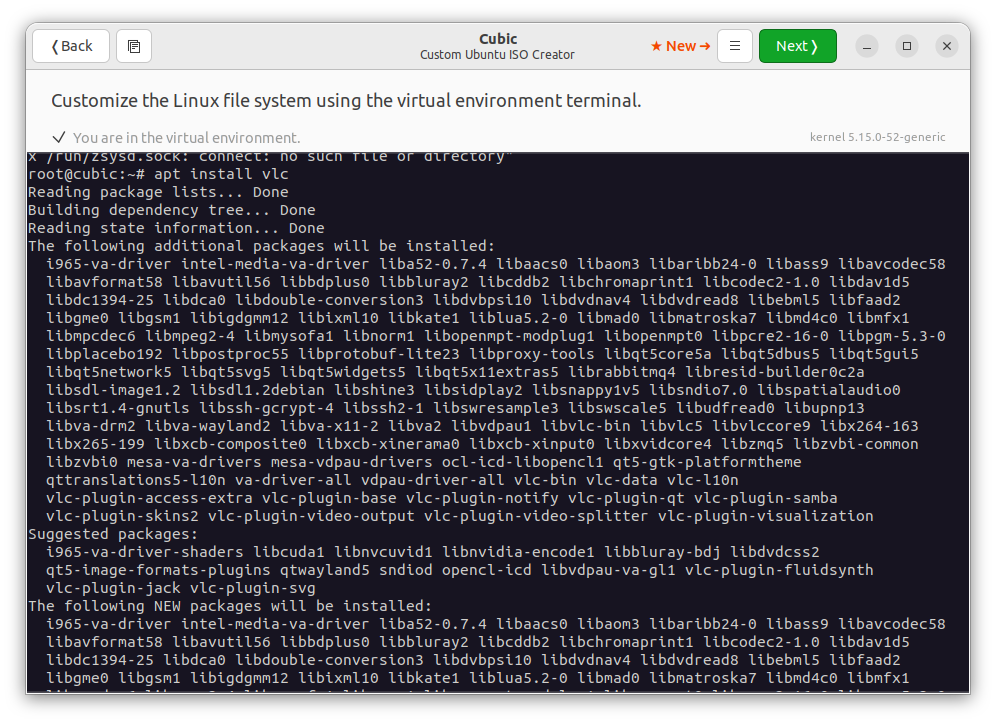 ❬Back
Cubic
Custom Ubuntu ISO Creator
★ New ➞
Next❭
Customize the Linux file system using the virtual environment terminal.
You are in the virtual environment.
kernel 5.15.0-52-generic
x /run/zsysd.sock: connect: no such file or directory"
root@cubic:~# apt install vlc
Reading package lists... Done
Building dependency tree... Done
Reading state information... Done
The following additional packages will be installed:
i965-va-driver intel-media-va-driver liba52-0.7.4 libaacs0 libaom3 libaribb24-0 libass9 libavcodec58
libavformat58 libavutil56 libbdplus0 libbluray2 libcddb2 libchromaprint1 libcodec2-1.0 libdav1d5
libdc1394-25 libdca0 libdouble-conversion3 libdvbpsi10 libdvdnav4 libdvdread8 libebml5 libfaad2
libgme0 libgsm1 libigdgmm12 libixml10 libkate1 liblua5.2-0 libmad0 libmatroska7 libmd4c0 libmfx1
libmpcdec6 libmpeg2-4 libmysofa1 libnorm1 libopenmpt-modplug1 libopenmpt0 libpcre2-16-0 libpgm-5.3-0
libplacebo192 libpostproc55 libprotobuf-lite23 libproxy-tools libqt5core5a libqt5dbus5 libqt5gui5
libqt5network5 libqt5svg5 libqt5widgets5 libqt5x11extras5 librabbitmq4 libresid-builder0c2a
libsdl-image1.2 libsdl1.2debian libshine3 libsidplay2 libsnappy1v5 libsndio7.0 libspatialaudio0
libsrt1.4-gnutls libssh-gcrypt-4 libssh2-1 libswresample3 libswscale5 libudfread0 libupnp13
libva-drm2 libva-wayland2 libva-x11-2 libva2 libvdpau1 libvlc-bin libvlc5 libvlccore9 libx264-163
libx265-199 libxcb-composite0 libxcb-xinerama0 libxcb-xinput0 libxvidcore4 libzmq5 libzvbi-common
libzvbi0 mesa-va-drivers mesa-vdpau-drivers ocl-icd-libopencl1 qt5-gtk-platformtheme
qttranslations5-l10n va-driver-all vdpau-driver-all vlc-bin vlc-data vlc-l10n
vlc-plugin-access-extra vlc-plugin-base vlc-plugin-notify vlc-plugin-qt vlc-plugin-samba
vlc-plugin-skins2 vlc-plugin-video-output vlc-plugin-video-splitter vlc-plugin-visualization
Suggested packages:
i965-va-driver-shaders libcuda1 libnvcuvid1 libnvidia-encode1 libbluray-bdj libdvdcss2
qt5-image-formats-plugins qtwayland5 sndiod opencl-icd libvdpau-va-gl1 vlc-plugin-fluidsynth
vlc-plugin-jack vlc-plugin-svg
The following NEW packages will be installed:
i965-va-driver intel-media-va-driver liba52-0.7.4 libaacs0 libaom3 libaribb24-0 libass9 libavcodec58
libavformat58 libavutil56 libbdplus0 libbluray2 libcddb2 libchromaprint1 libcodec2-1.0 libdav1d5
libdc1394-25 libdca0 libdouble-conversion3 libdvbpsi10 libdvdnav4 libdvdread8 libebml5 libfaad2
libgme0 libgsm1 libigdgmm12 libixml10 libkate1 liblua5.2-0 libmad0 libmatroska7 libmd4c0 libmfx1